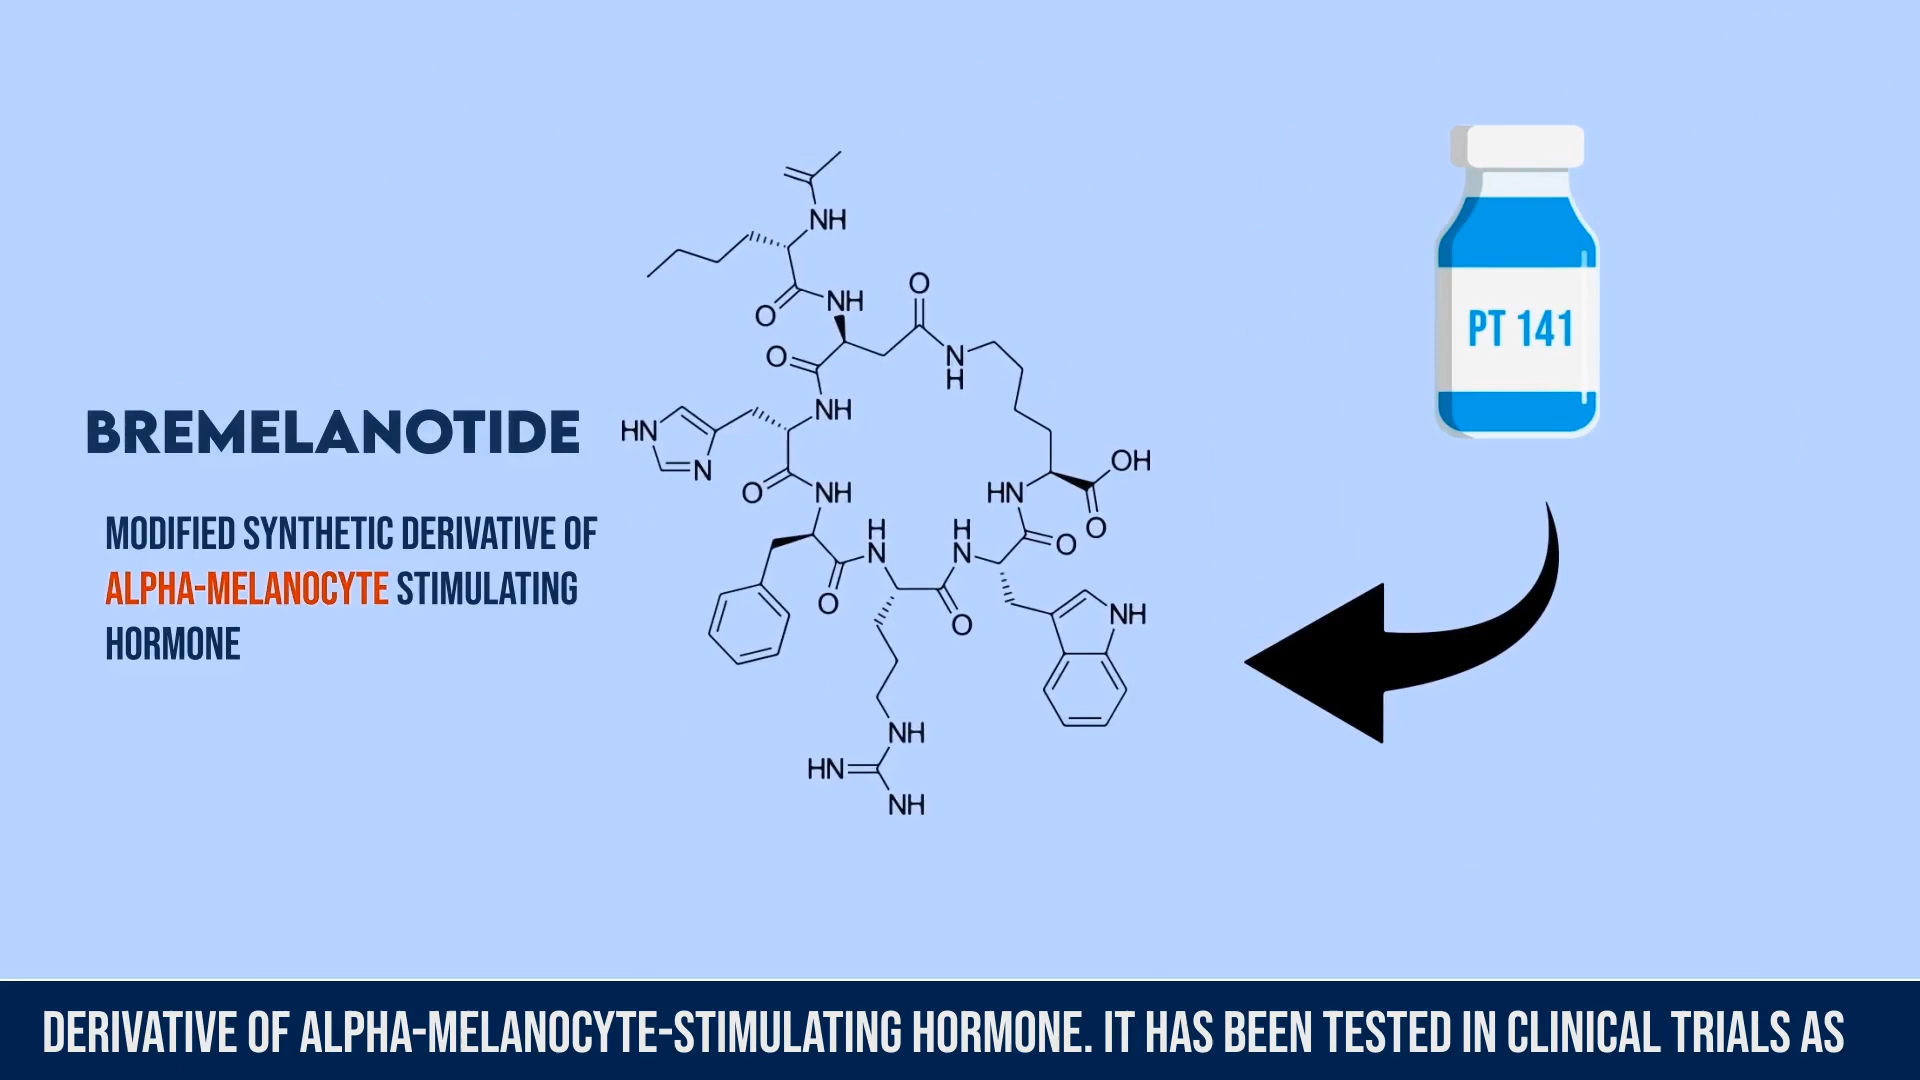 BREMELANOTIDE
MODIFIED SYNTHETIC DERIVATIVE OF
ALPHA-MELANOCYTE STIMULATING
HORMONE
NH
O
NH
O
O
N
H
O
NH
HN
N
O
NH
HN
OH
O
H
N
H
N
O
O
O
NH
NH
HN
NH
PT 141
DERIVATIVE OF ALPHA-MELANOCYTE-STIMULATING HORMONE. IT HAS BEEN TESTED IN CLINICAL TRIALS AS